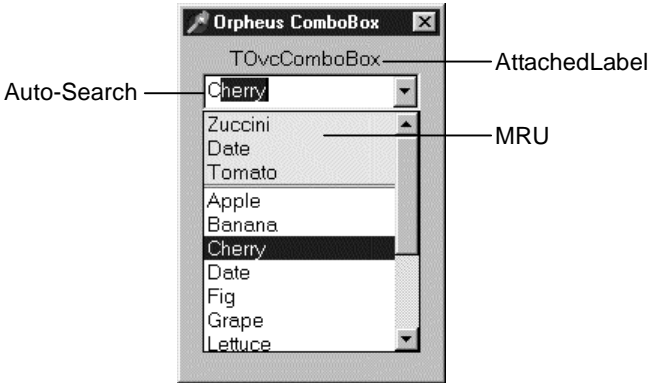 Orpheus ComboBox
TOvcComboBox
AttachedLabel
Auto-Search
Cherry
Zuccini
MRU
Date
Tomato
Apple
Banana
Cherry
Date
Fig
Grape
Lettuce